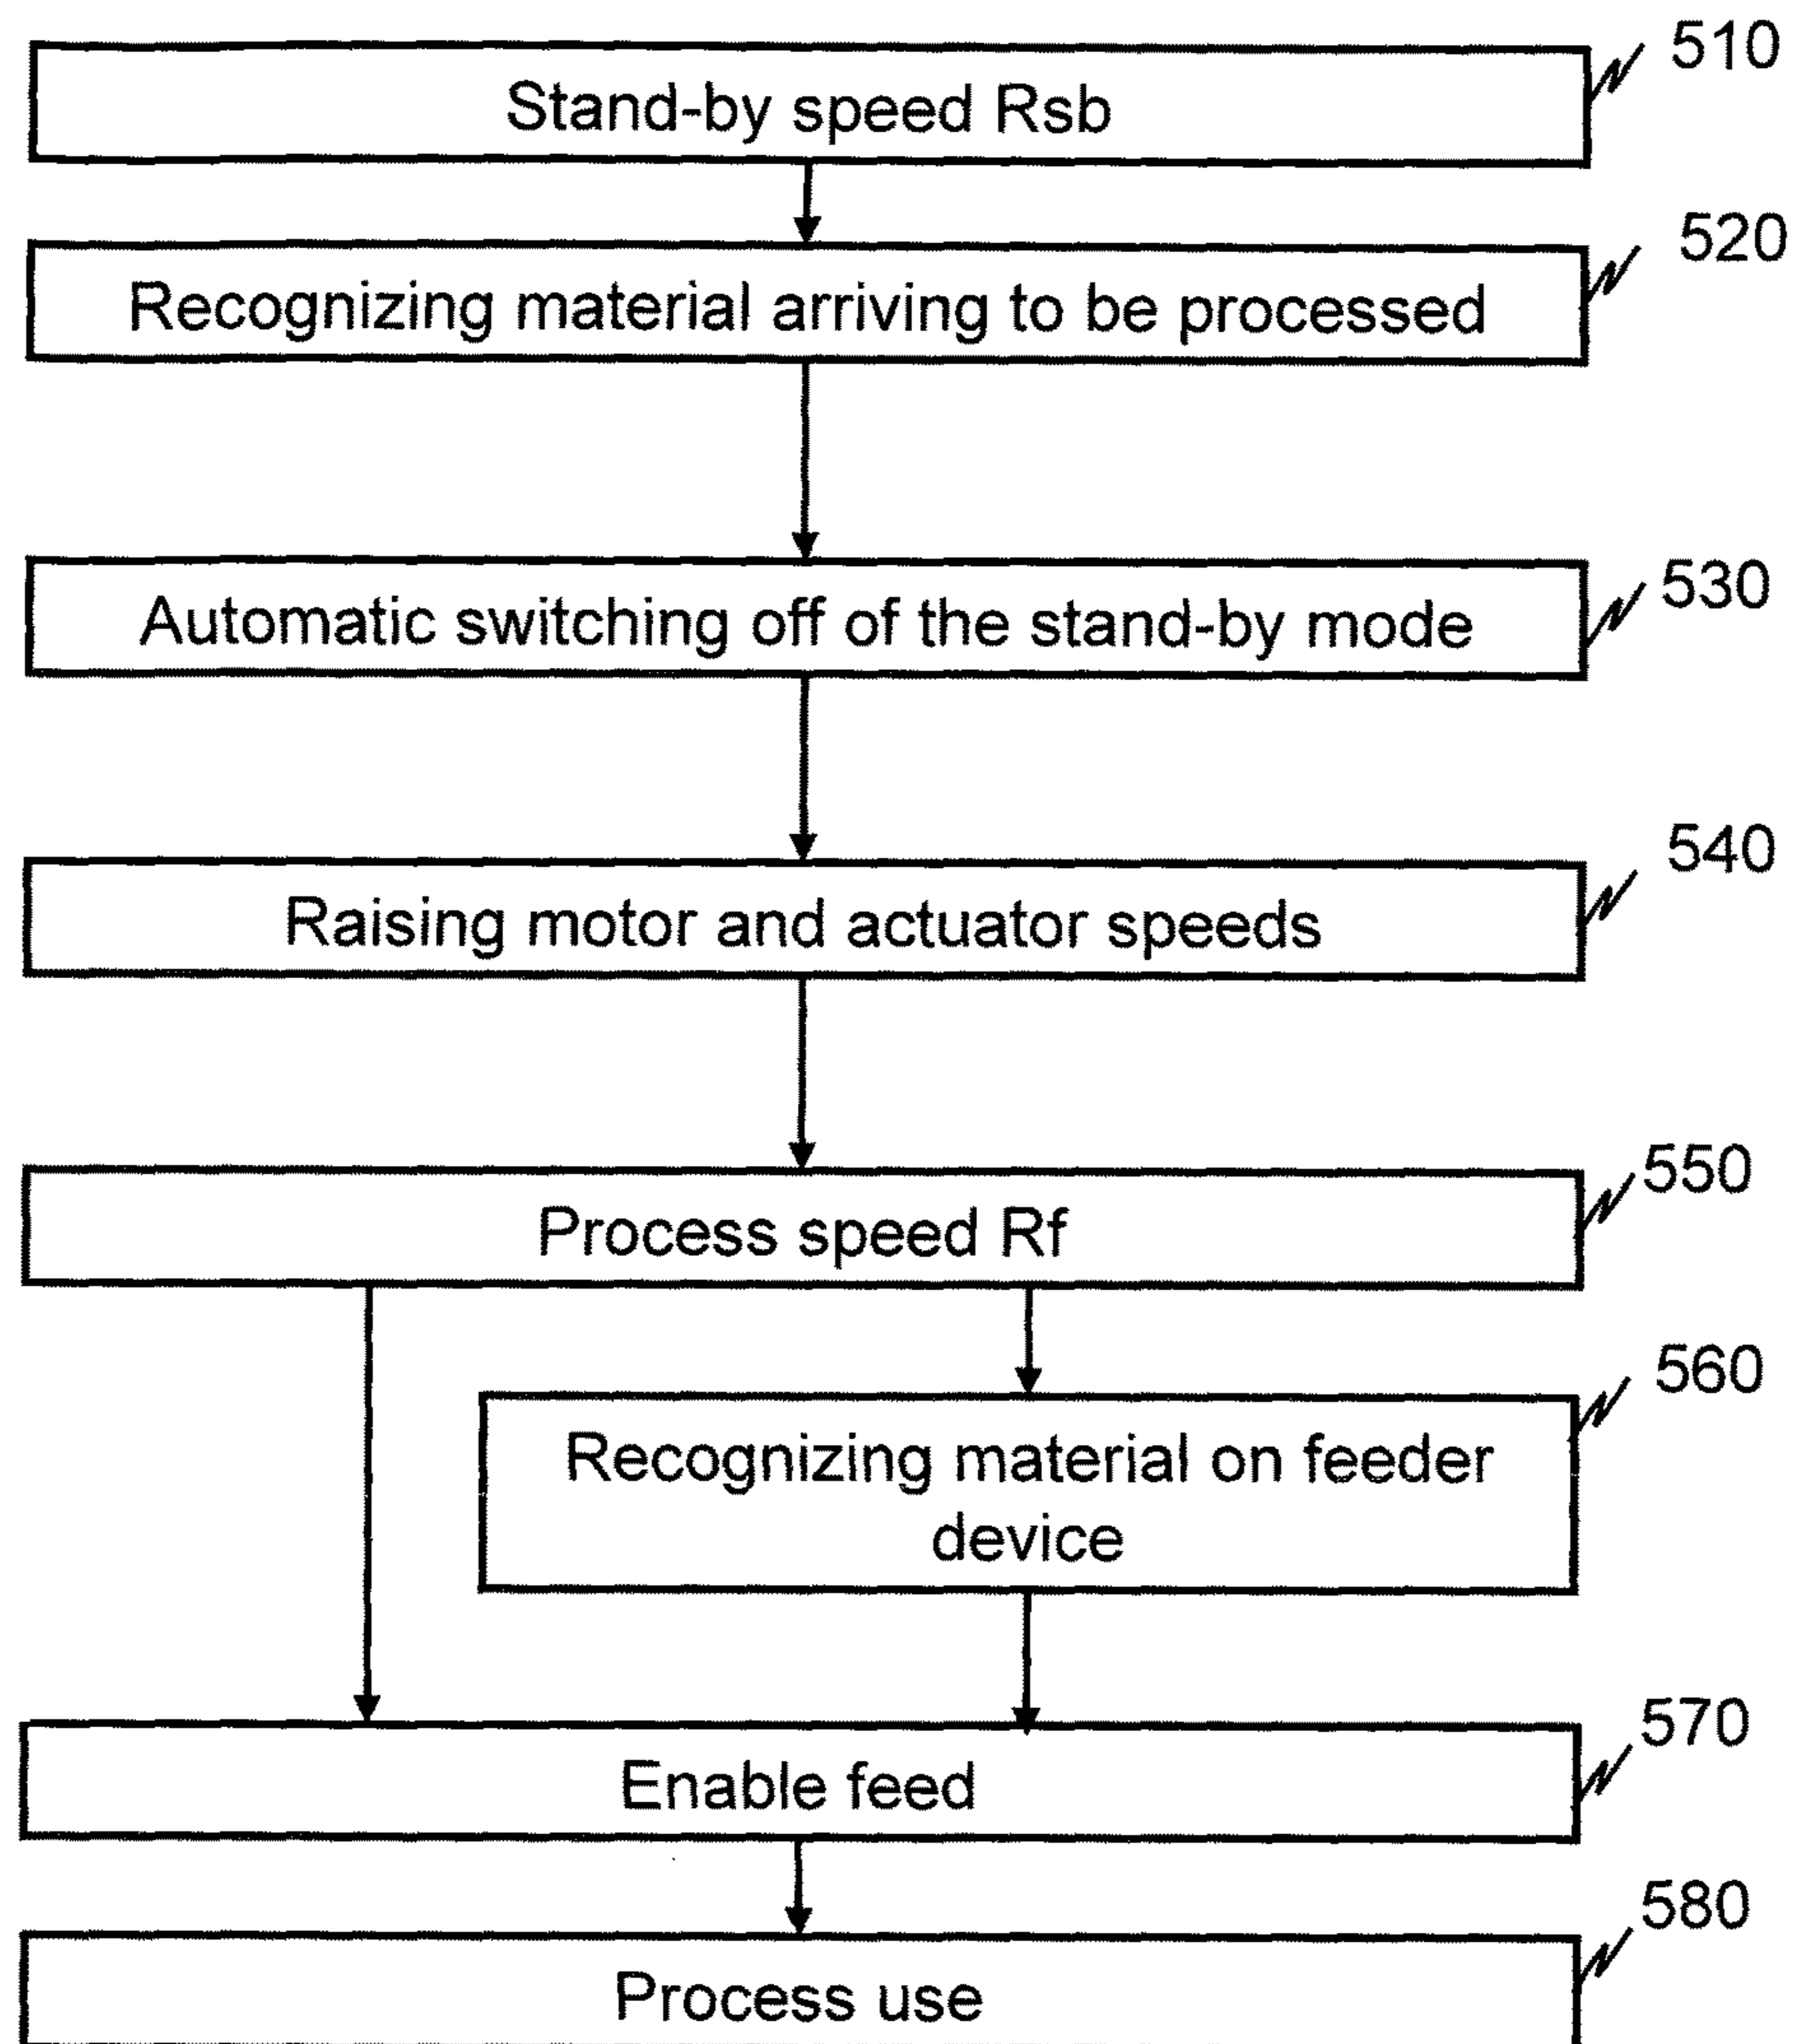 510
Stand-by speed Rsb
520
Recognizing material arriving to be processed
530
Automatic switching off of the stand-by mode
540
Raising motor and actuator speeds
550
Process speed Rf
560
Recognizing material on feeder
device
570
Enable feed
580
Process use